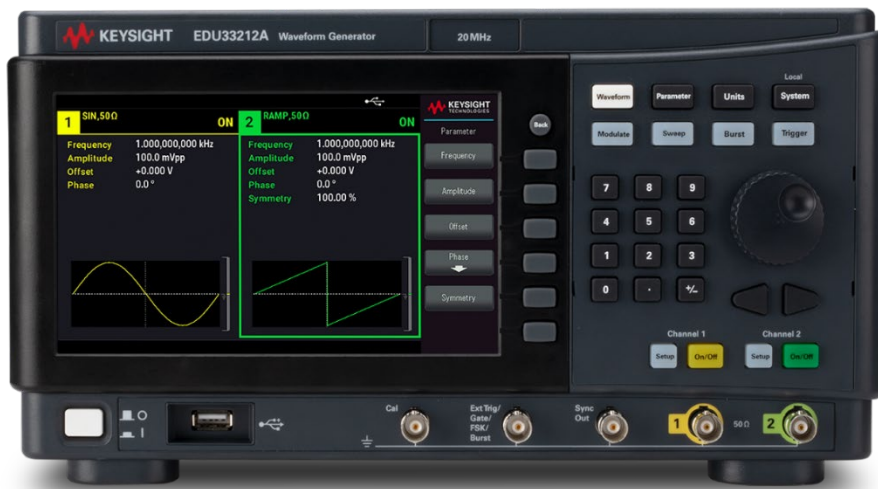 KEYSIGHT EDU33212A Waveform Generator 20 MHz
1 SIN,50Ω ON
Frequency 1.000,000,000 kHz
Amplitude 100.0 mVpp
Offset +0.000 V
Phase 0.0 °
2 RAMP,50Ω ON
Frequency 1.000,000,000 kHz
Amplitude 100.0 mVpp
Offset +0.000 V
Phase 0.0 °
Symmetry 100.00 %
KEYSIGHT
TECHNOLOGIES
Parameter
Frequency
Amplitude
Offset
Phase
Symmetry
Back
Local
Waveform Parameter Units System
Modulate Sweep Burst Trigger
7 8 9
4 5 6
1 2 3
0 . +/-
Channel 1 Channel 2
Setup On/Off Setup On/Off
Cal
Ext Trig/
Gate/
FSK/
Burst
Sync
Out
1 50 Ω 2